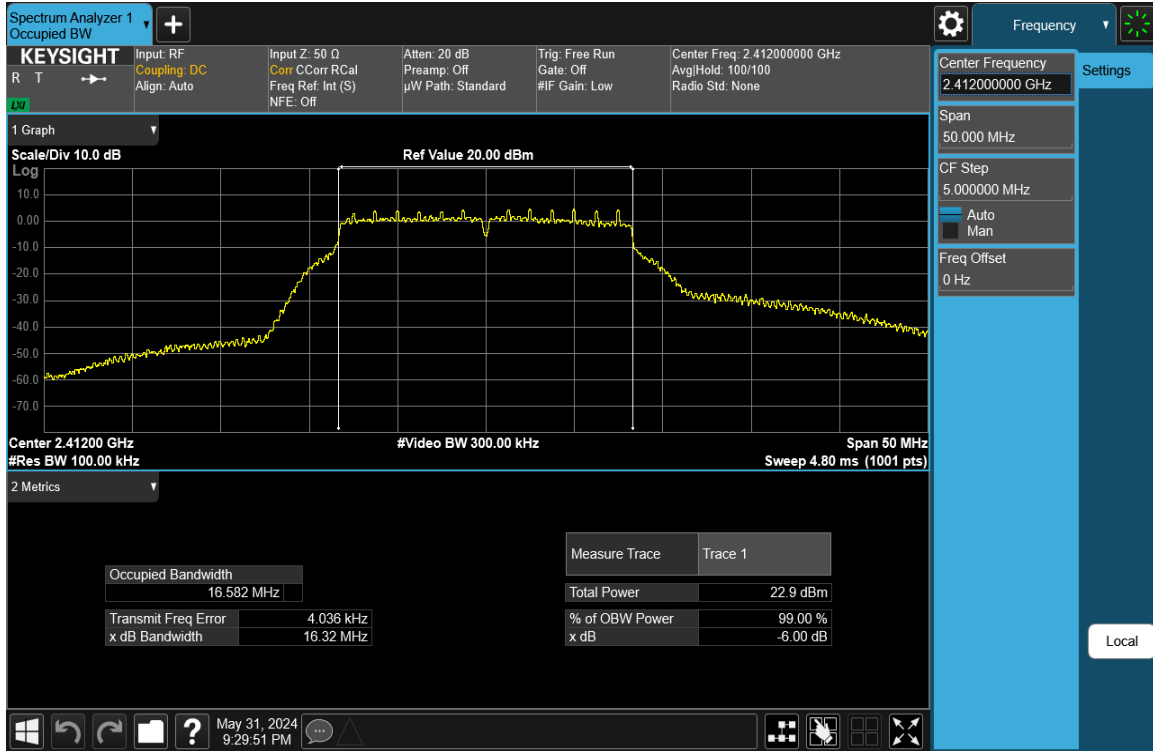 Spectrum Analyzer 1
Occupied BW
Frequency
KEYSIGHT
R T
LXI
Input: RF
Coupling: DC
Align: Auto
Input Z: 50 Ω
Corr CCorr RCal
Freq Ref: Int (S)
NFE: Off
Atten: 20 dB
Preamp: Off
µW Path: Standard
Trig: Free Run
Gate: Off
#IF Gain: Low
Center Freq: 2.412000000 GHz
Avg|Hold: 100/100
Radio Std: None
Center Frequency
2.412000000 GHz
Settings
Span
50.000 MHz
CF Step
5.000000 MHz
Auto
Man
Freq Offset
0 Hz
Local
1 Graph
Scale/Div 10.0 dB
Ref Value 20.00 dBm
Log
10.0
0.00
-10.0
-20.0
-30.0
-40.0
-50.0
-60.0
-70.0
Center 2.41200 GHz
#Video BW 300.00 kHz
Span 50 MHz
#Res BW 100.00 kHz
Sweep 4.80 ms (1001 pts)
2 Metrics
Measure Trace Trace 1
Occupied Bandwidth
16.582 MHz
Total Power 22.9 dBm
Transmit Freq Error 4.036 kHz
% of OBW Power 99.00 %
x dB Bandwidth 16.32 MHz
x dB -6.00 dB
?
May 31, 2024
9:29:51 PM